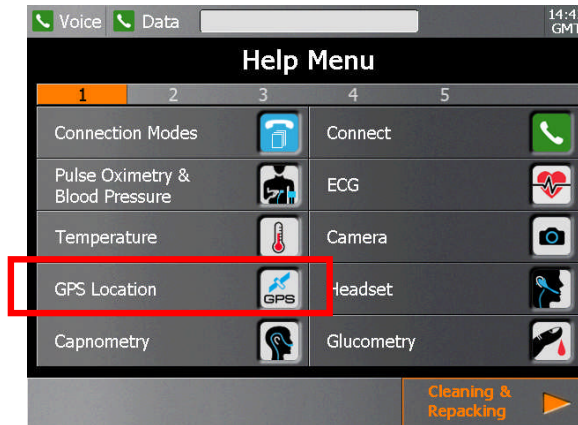 Voice Data 14:4
GMT
Help Menu
1 2 3 4 5
Connection Modes Connect
Pulse Oximetry &
Blood Pressure ECG
Temperature Camera
GPS Location GPS Headset
Capnometry Glucometry
Cleaning &
Repacking